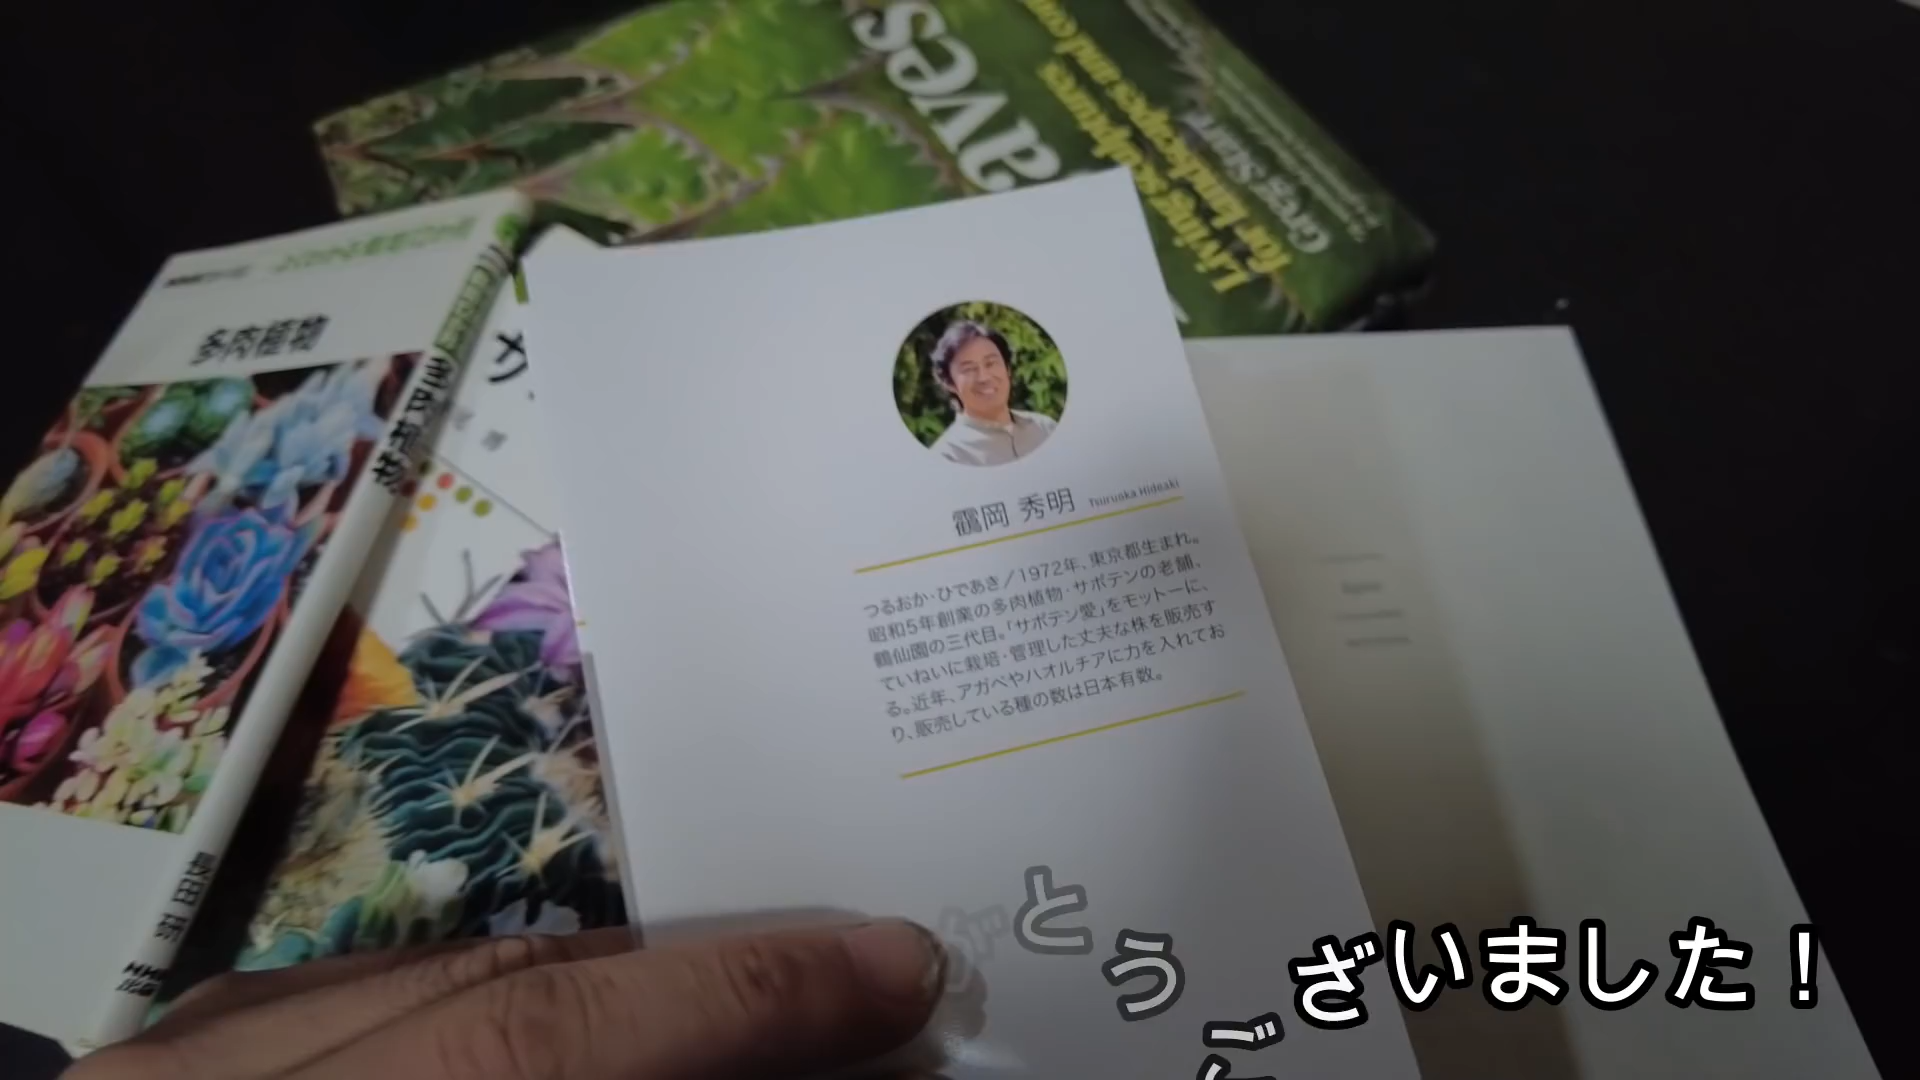 aves
Living sculptures
for landscapes and con
Greg Starr
多肉植物
多肉植物
サ
靍岡 秀明 Tsuruoka Hideaki
つるおか・ひであき／1972年、東京都生まれ。
昭和5年創業の多肉植物・サボテンの老舗、
鶴仙園の三代目。「サボテン愛」をモットーに、
ていねいに栽培・管理した丈夫な株を販売す
る。近年、アガベやハオルチアに力を入れてお
り、販売している種の数は日本有数。
がとうございました！